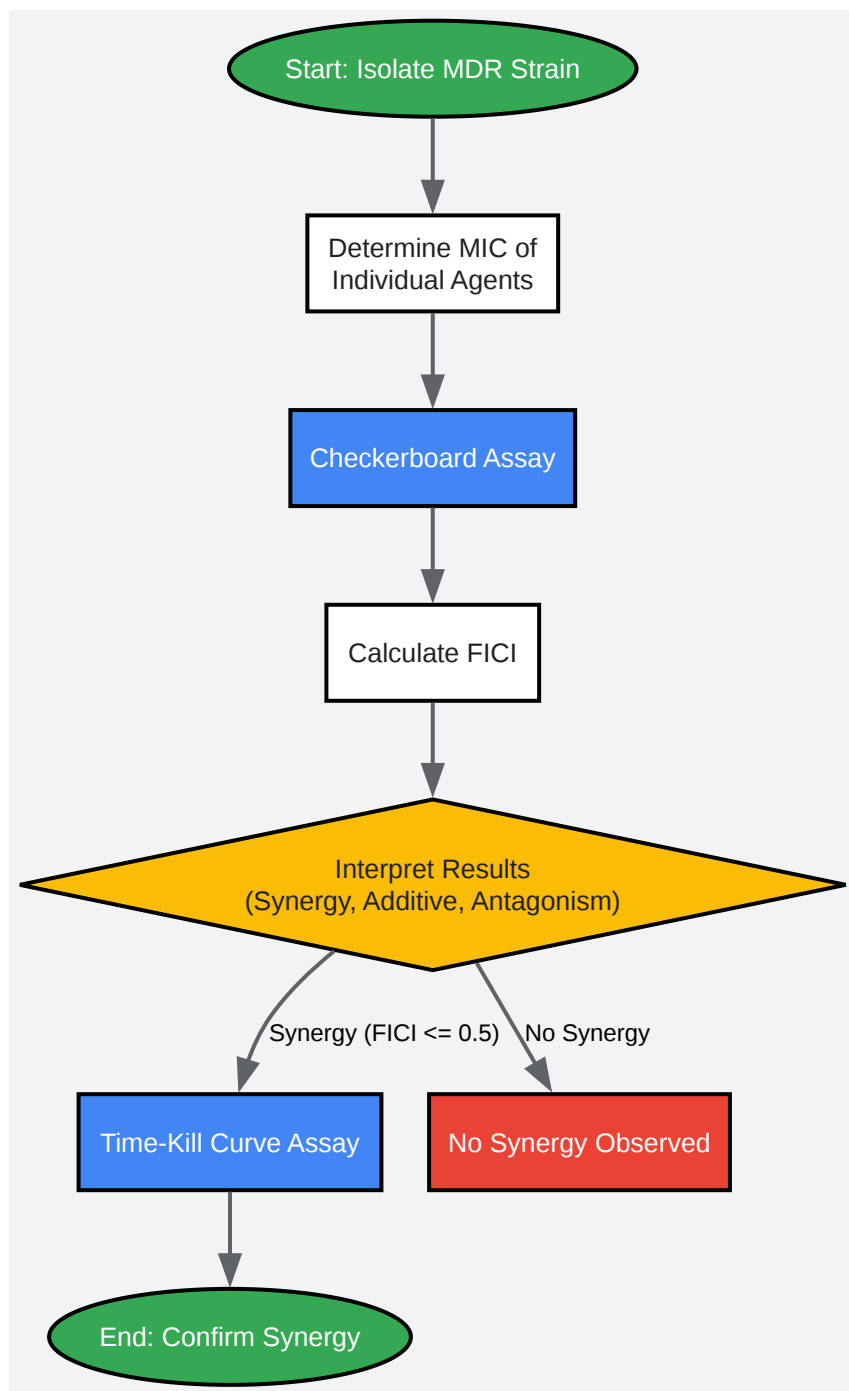 Start: Isolate MDR Strain
Determine MIC of
Individual Agents
Checkerboard Assay
Calculate FICI
Interpret Results
(Synergy, Additive, Antagonism)
Synergy (FICI <= 0.5)
No Synergy
Time-Kill Curve Assay
No Synergy Observed
End: Confirm Synergy